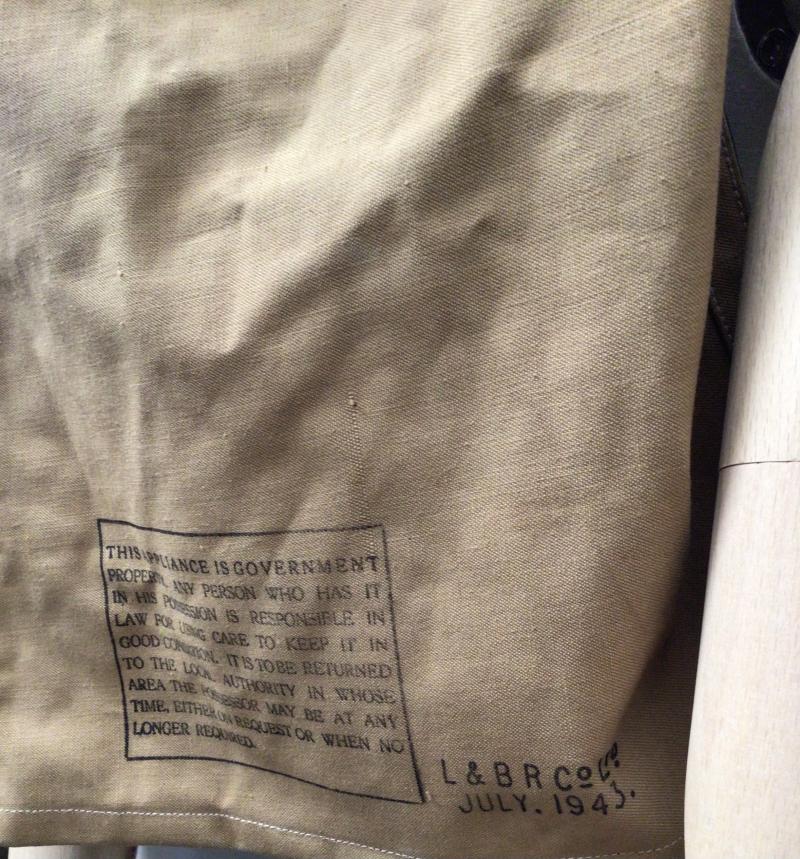 THIS APPLIANCE IS GOVERNMENT
PROPERTY. ANY PERSON WHO HAS IT
IN HIS POSSESSION IS RESPONSIBLE IN
LAW FOR USING CARE TO KEEP IT IN
GOOD CONDITION. IT IS TO BE RETURNED
TO THE LOCAL AUTHORITY IN WHOSE
AREA THE POSSESSOR MAY BE AT ANY
TIME, EITHER ON REQUEST OR WHEN NO
LONGER REQUIRED.
L & B R Co LTD
JULY. 1943.